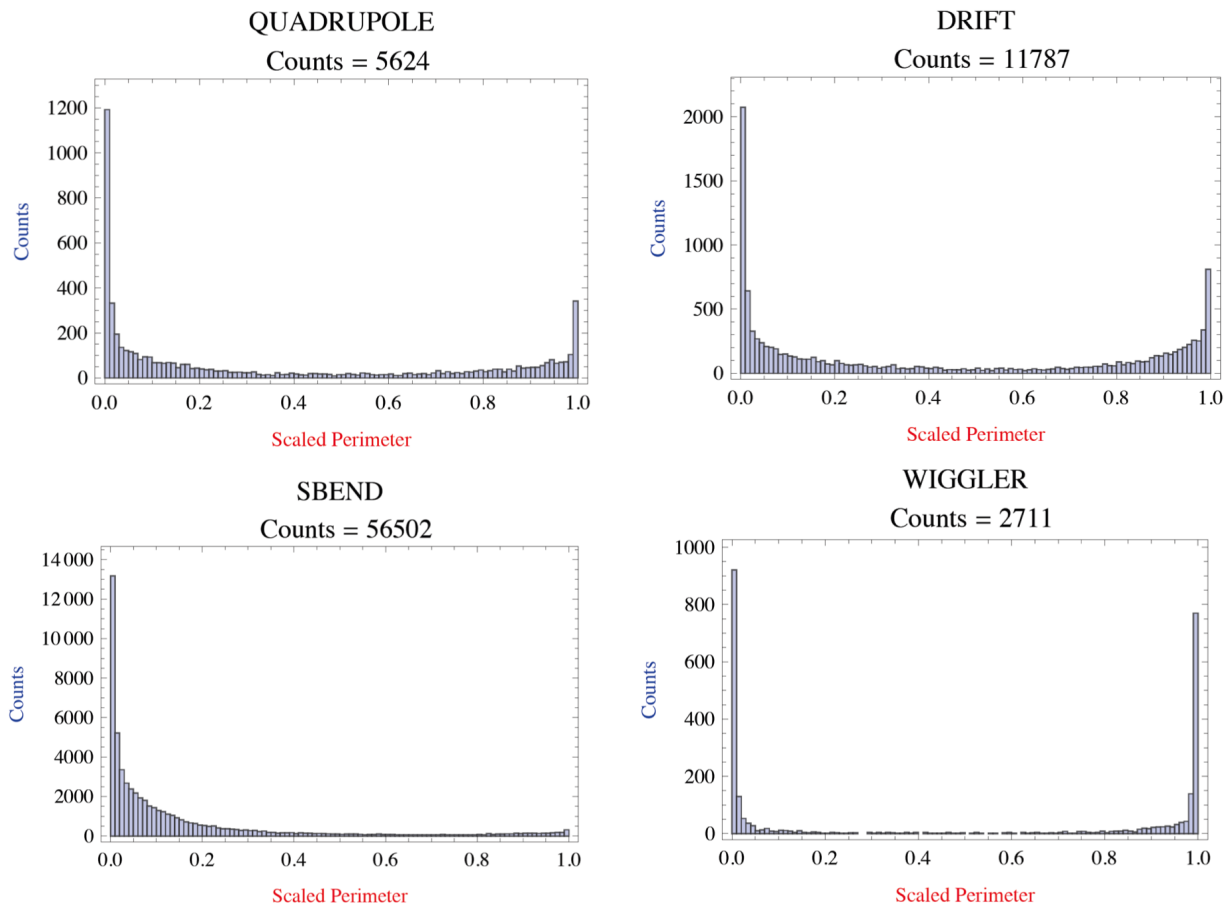 QUADRUPOLE
Counts = 5624
1200
1000
800
600
400
200
0
Counts
0.0 0.2 0.4 0.6 0.8 1.0
Scaled Perimeter
DRIFT
Counts = 11787
2000
1500
1000
500
0
Counts
0.0 0.2 0.4 0.6 0.8 1.0
Scaled Perimeter
SBEND
Counts = 56502
14 000
12 000
10 000
8000
6000
4000
2000
0
Counts
0.0 0.2 0.4 0.6 0.8 1.0
Scaled Perimeter
WIGGLER
Counts = 2711
1000
800
600
400
200
0
Counts
0.0 0.2 0.4 0.6 0.8 1.0
Scaled Perimeter